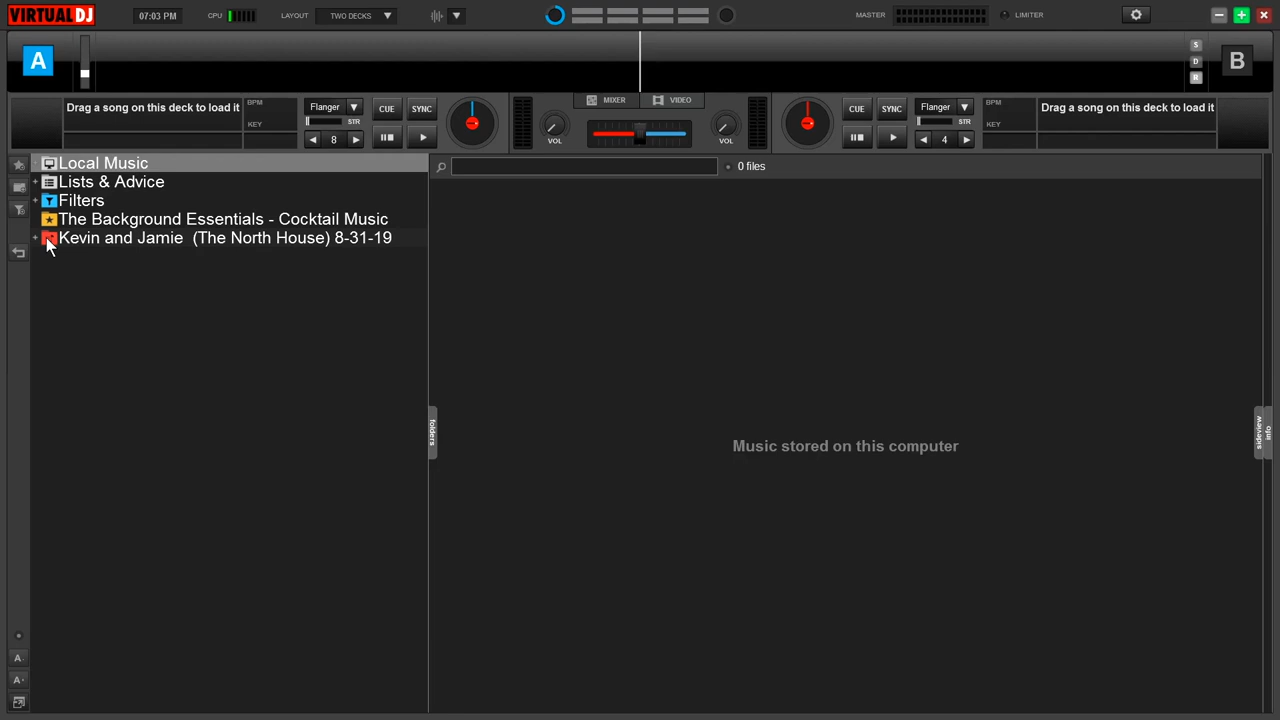 VIRTUAL DJ
07:03 PM
CPU
LAYOUT
TWO DECKS
MASTER
LIMITER
A
S
D
R
B
Drag a song on this deck to load it
BPM
KEY
Flanger
STR
8
CUE
SYNC
VOL
MIXER
VIDEO
VOL
CUE
SYNC
Flanger
STR
4
BPM
KEY
Drag a song on this deck to load it
Local Music
Lists & Advice
Filters
The Background Essentials - Cocktail Music
Kevin and Jamie  (The North House) 8-31-19
0 files
folders
Music stored on this computer
sideview
info
A-
A+